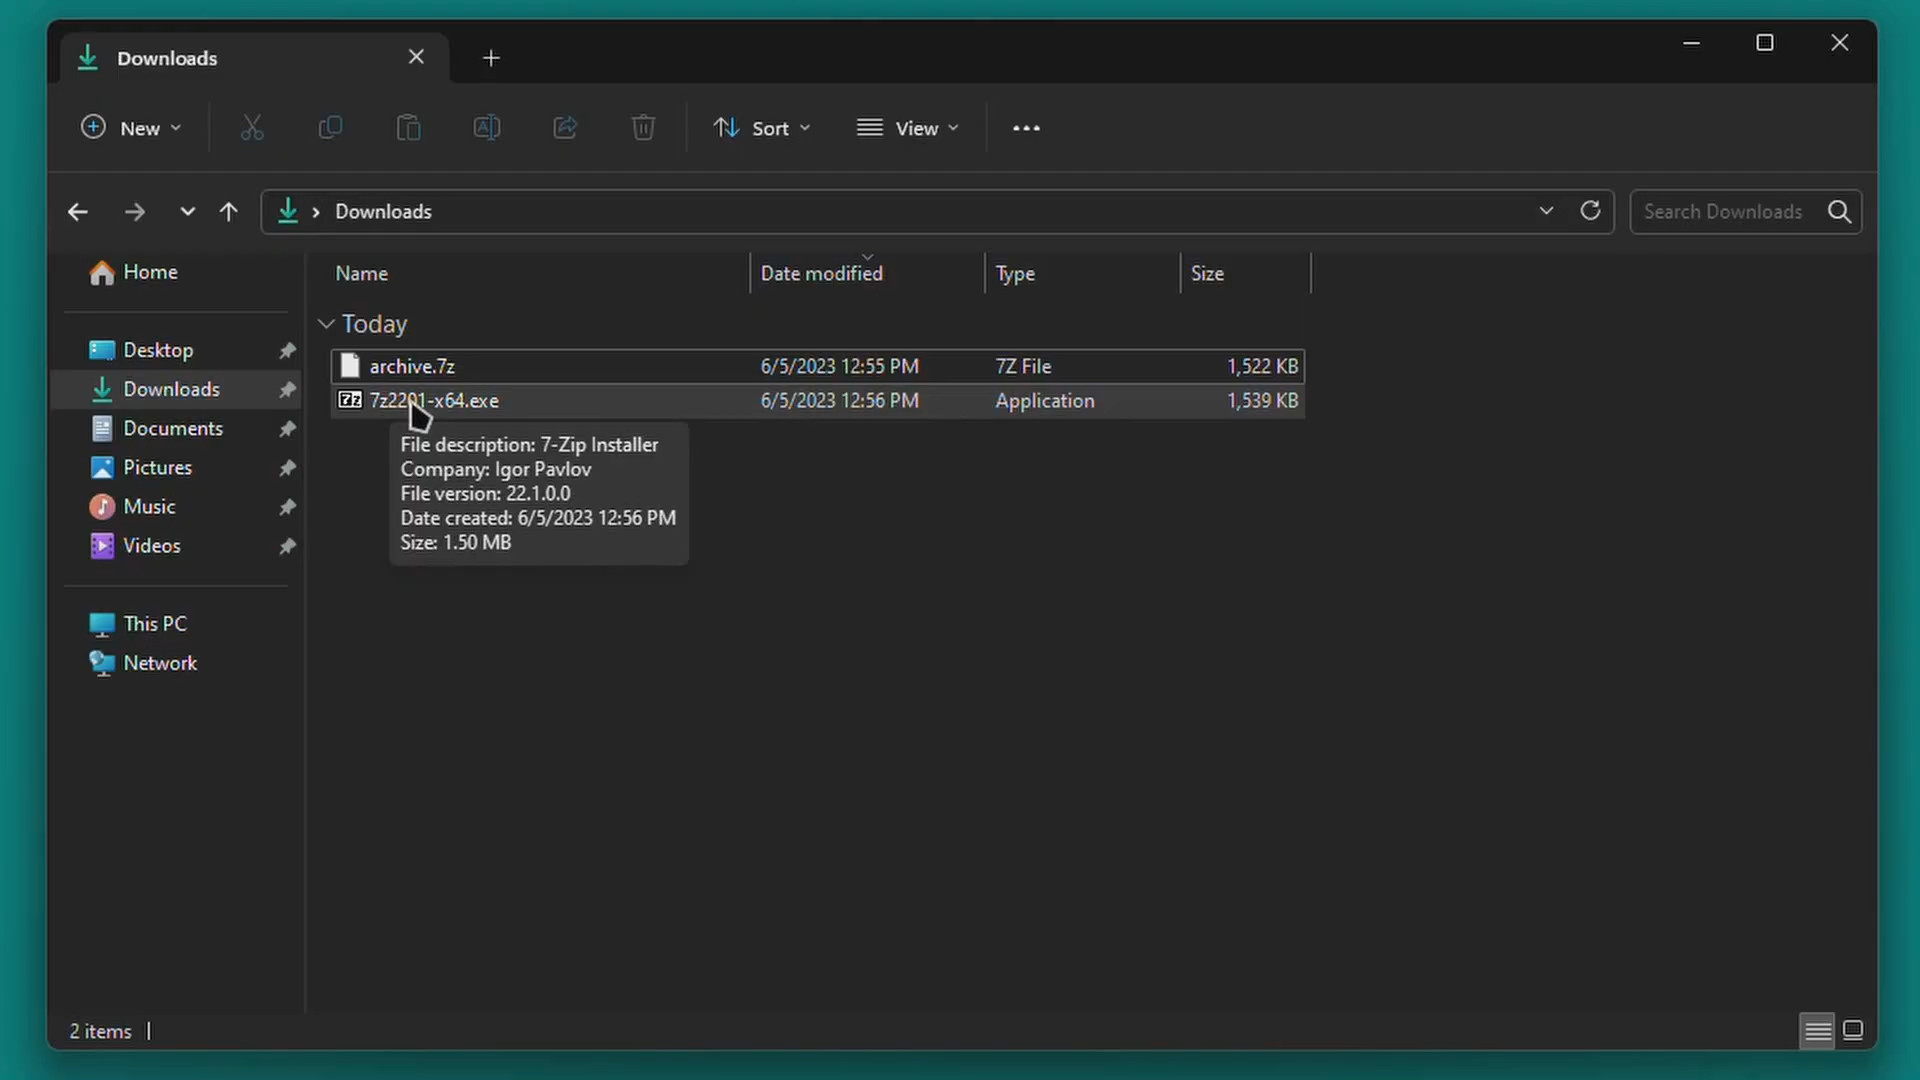 Downloads
New
Sort
View
Downloads
Search Downloads
Home
Desktop
Downloads
Documents
Pictures
Music
Videos
This PC
Network
Name Date modified Type Size
Today
archive.7z 6/5/2023 12:55 PM 7Z File 1,522 KB
7z2201-x64.exe 6/5/2023 12:56 PM Application 1,539 KB
File description: 7-Zip Installer
Company: Igor Pavlov
File version: 22.1.0.0
Date created: 6/5/2023 12:56 PM
Size: 1.50 MB
2 items